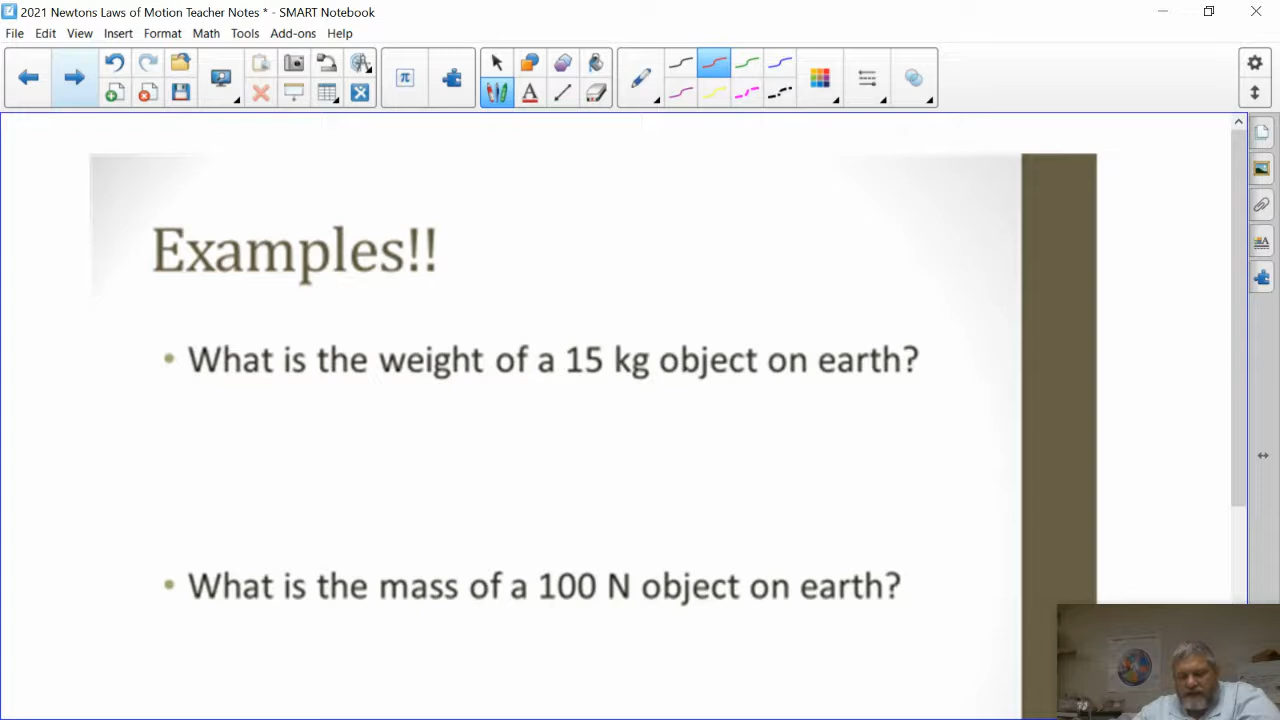 2021 Newtons Laws of Motion Teacher Notes * - SMART Notebook
File Edit View Insert Format Math Tools Add-ons Help
π
A
Examples!!
• What is the weight of a 15 kg object on earth?
• What is the mass of a 100 N object on earth?